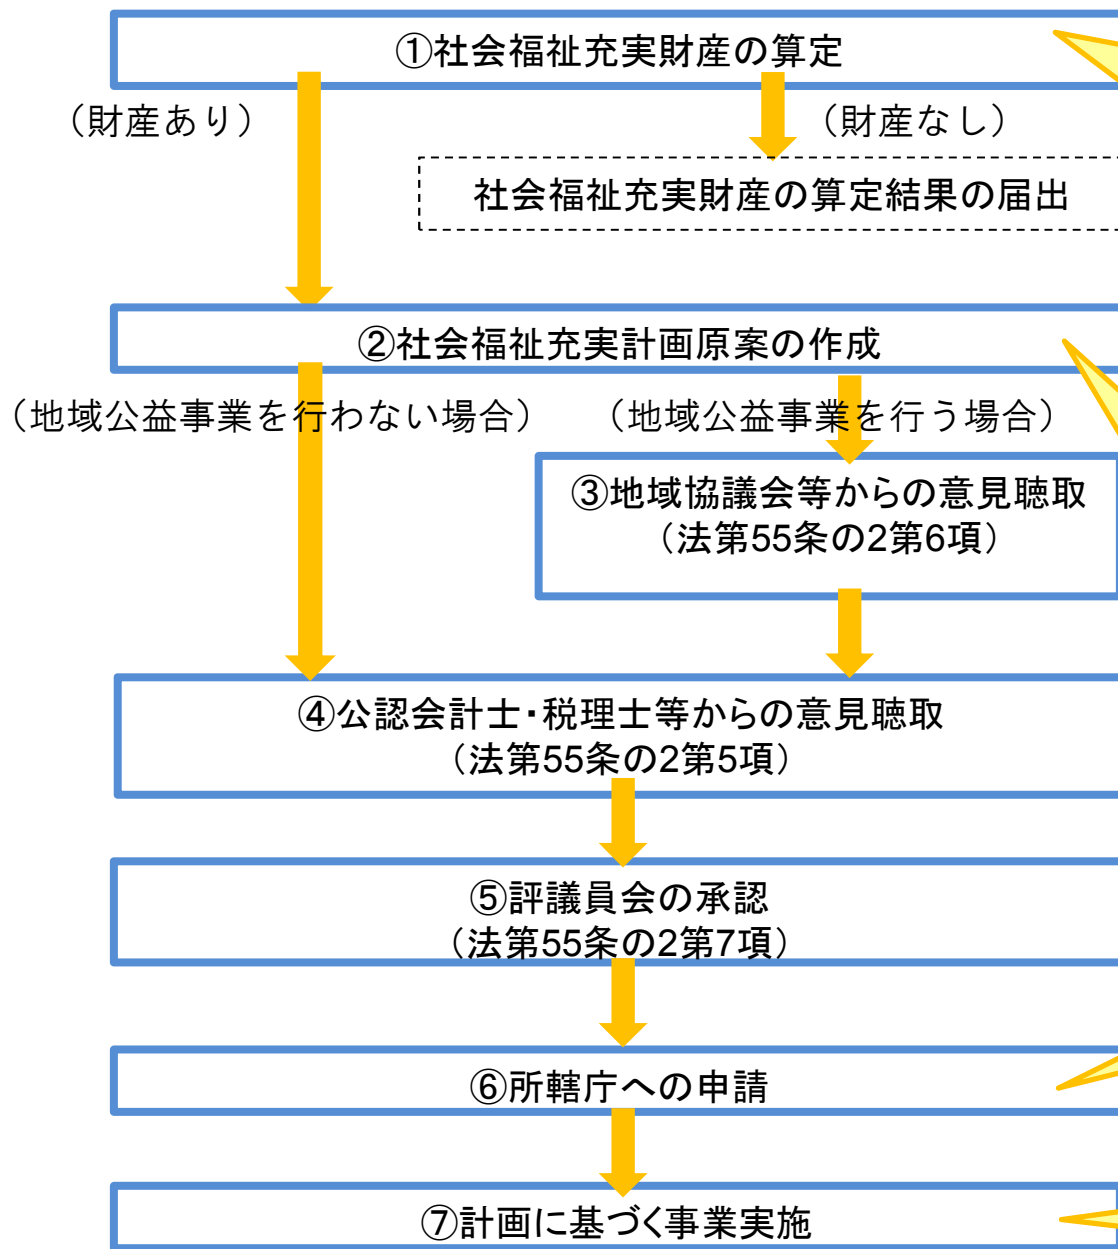 ①社会福祉充実財産の算定
（財産あり）
（財産なし）
社会福祉充実財産の算定結果の届出
②社会福祉充実計画原案の作成
（地域公益事業を行わない場合）
（地域公益事業を行う場合）
③地域協議会等からの意見聴取
（法第55条の2第6項）
④公認会計士・税理士等からの意見聴取
（法第55条の2第5項）
⑤評議員会の承認
（法第55条の2第7項）
⑥所轄庁への申請
⑦計画に基づく事業実施